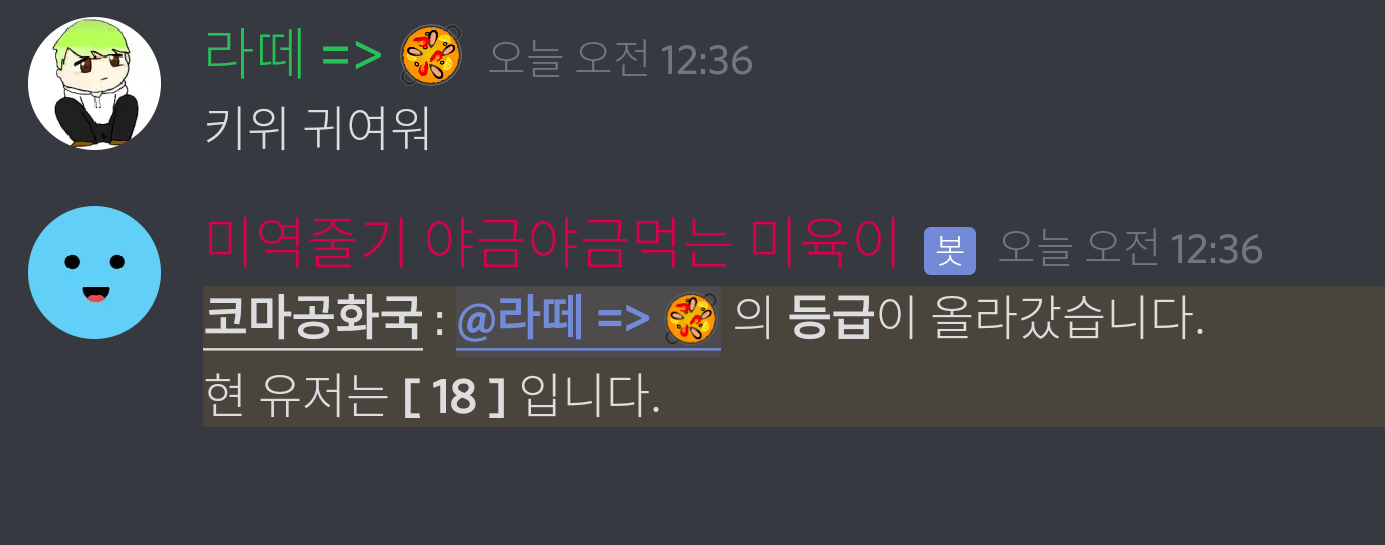 라떼 => 🥘 오늘 오전 12:36
키위 귀여워
미역줄기 야금야금먹는 미육이 봇 오늘 오전 12:36
코마공화국 : @라떼 => 🥘 의 등급이 올라갔습니다.
현 유저는 [ 18 ] 입니다.